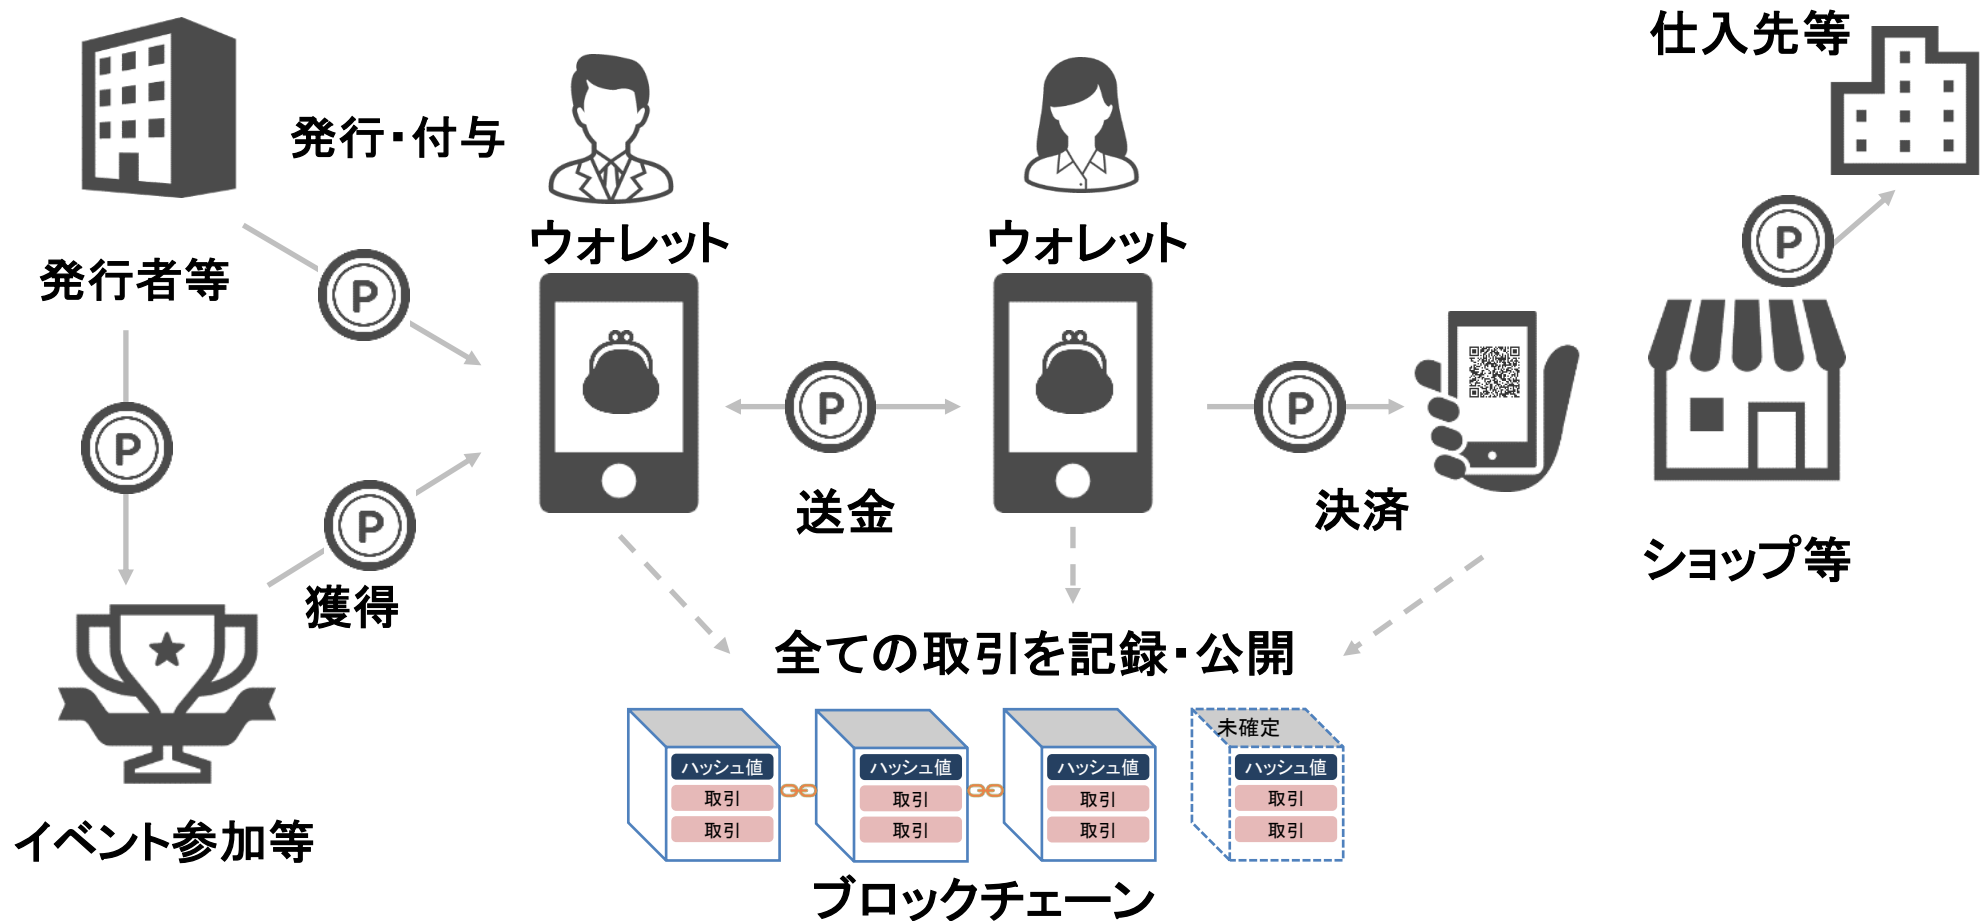 仕入先等
発行・付与
ウォレット
ウォレット
P
発行者等
P
P
P
P
P
送金
決済
ショップ等
獲得
全ての取引を記録・公開
未確定
ハッシュ値
取引
取引
ハッシュ値
取引
取引
ハッシュ値
取引
取引
ハッシュ値
取引
取引
イベント参加等
ブロックチェーン